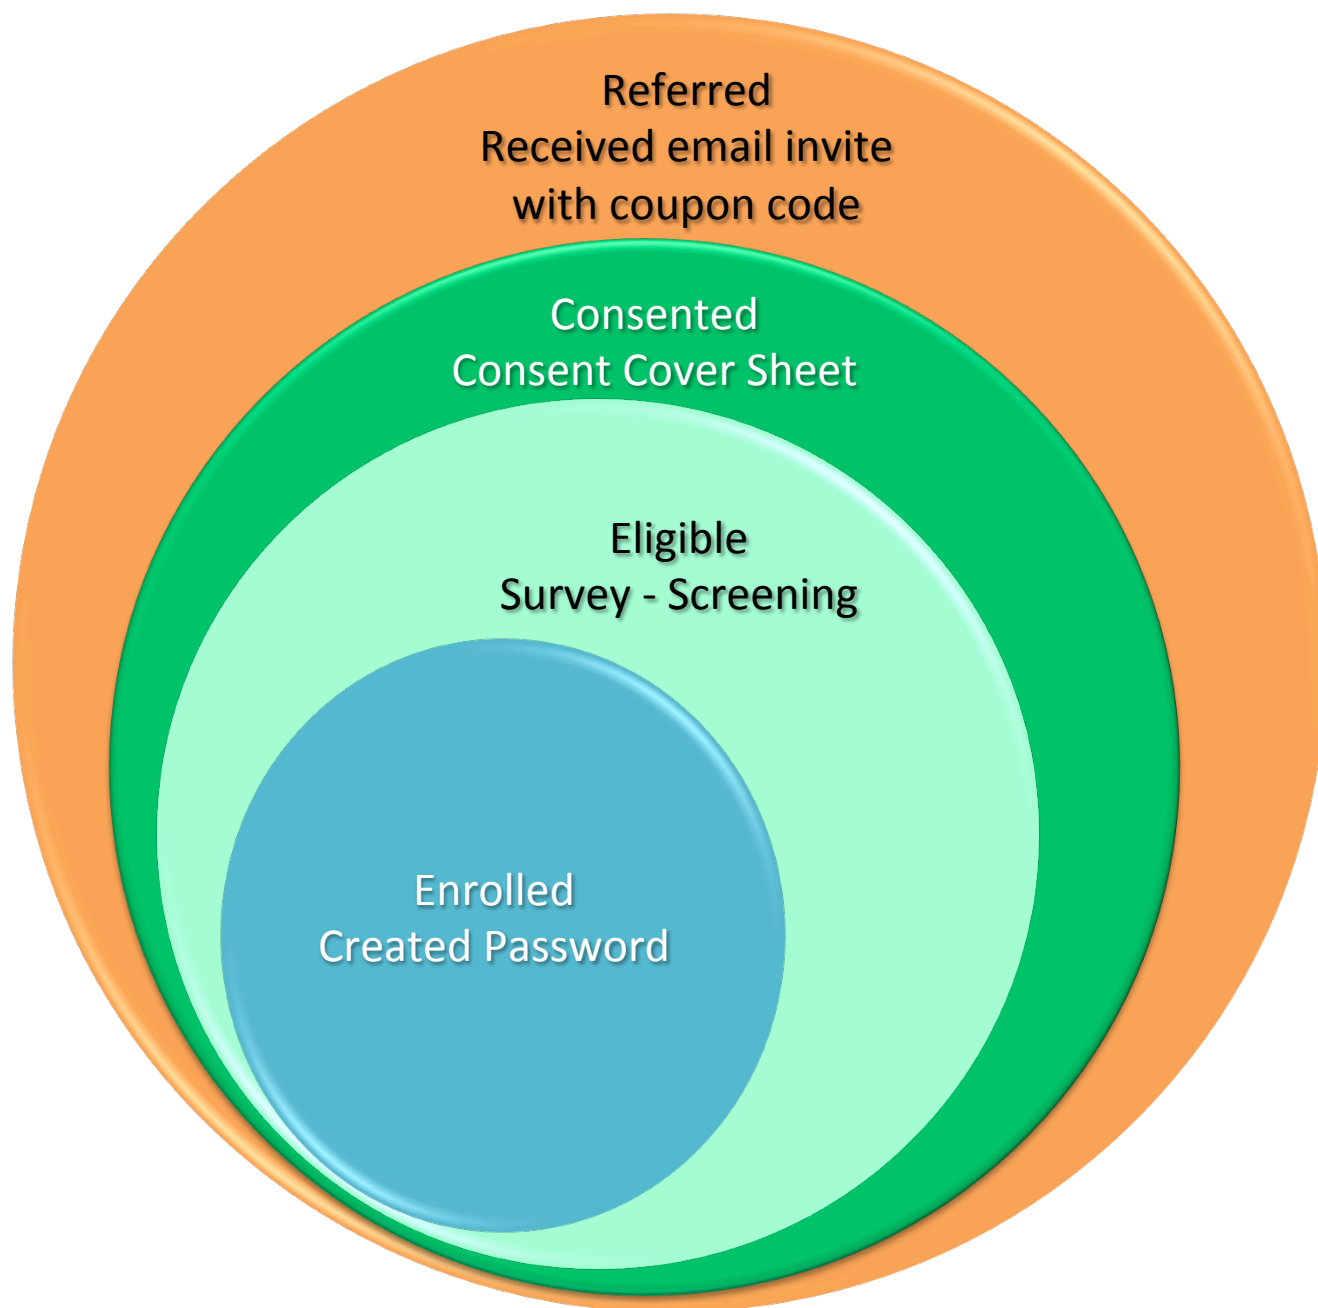 Referred
Received email invite
with coupon code
Consented
Consent Cover Sheet
Eligible
Survey - Screening
Enrolled
Created Password